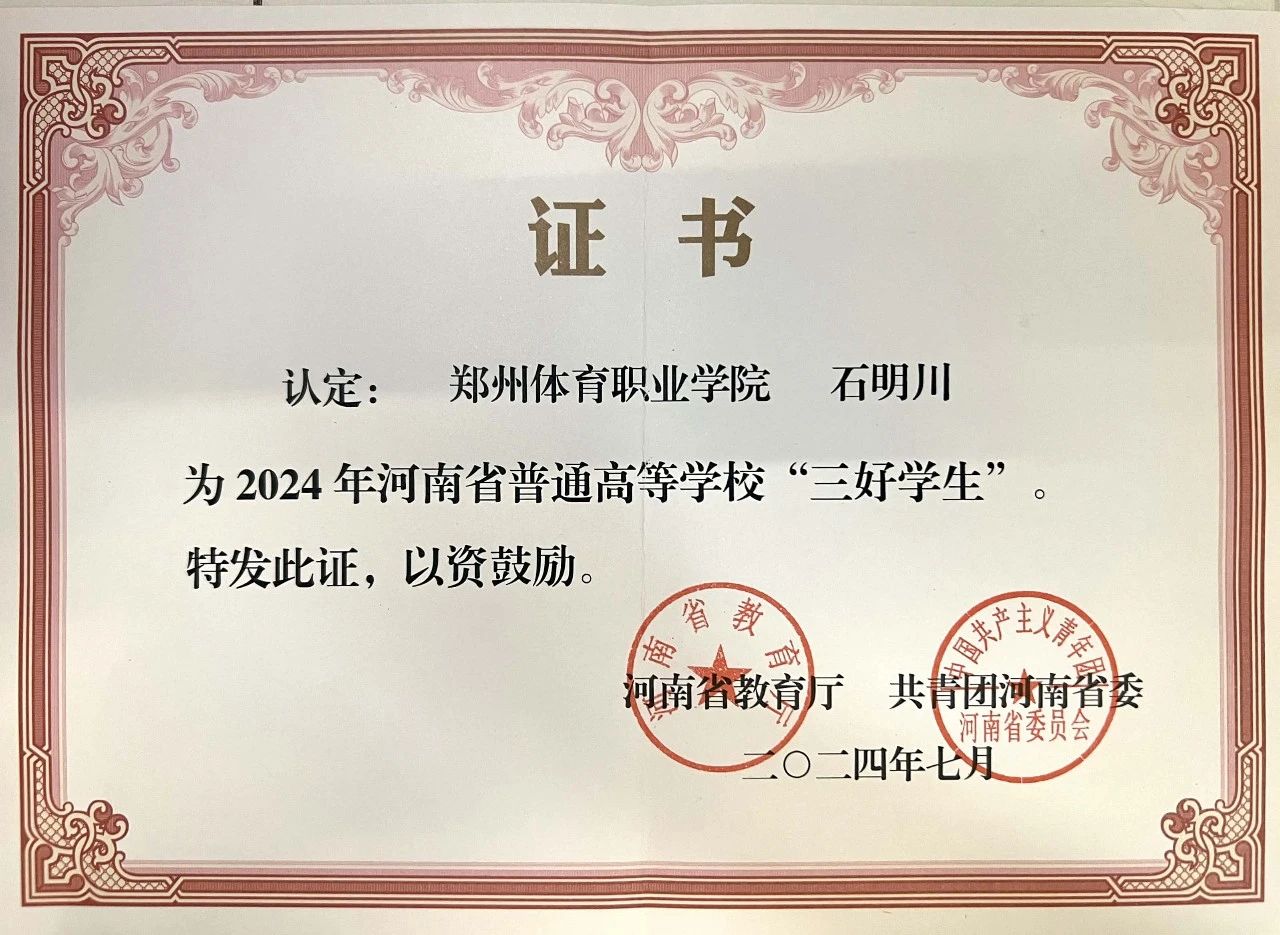 证书
认定： 郑州体育职业学院 石明川
为2024年河南省普通高等学校“三好学生”。
特发此证，以资鼓励。
河南省教育厅 共青团河南省委
二〇二四年七月
河南省教育厅
中国共产主义青年团
河南省委员会